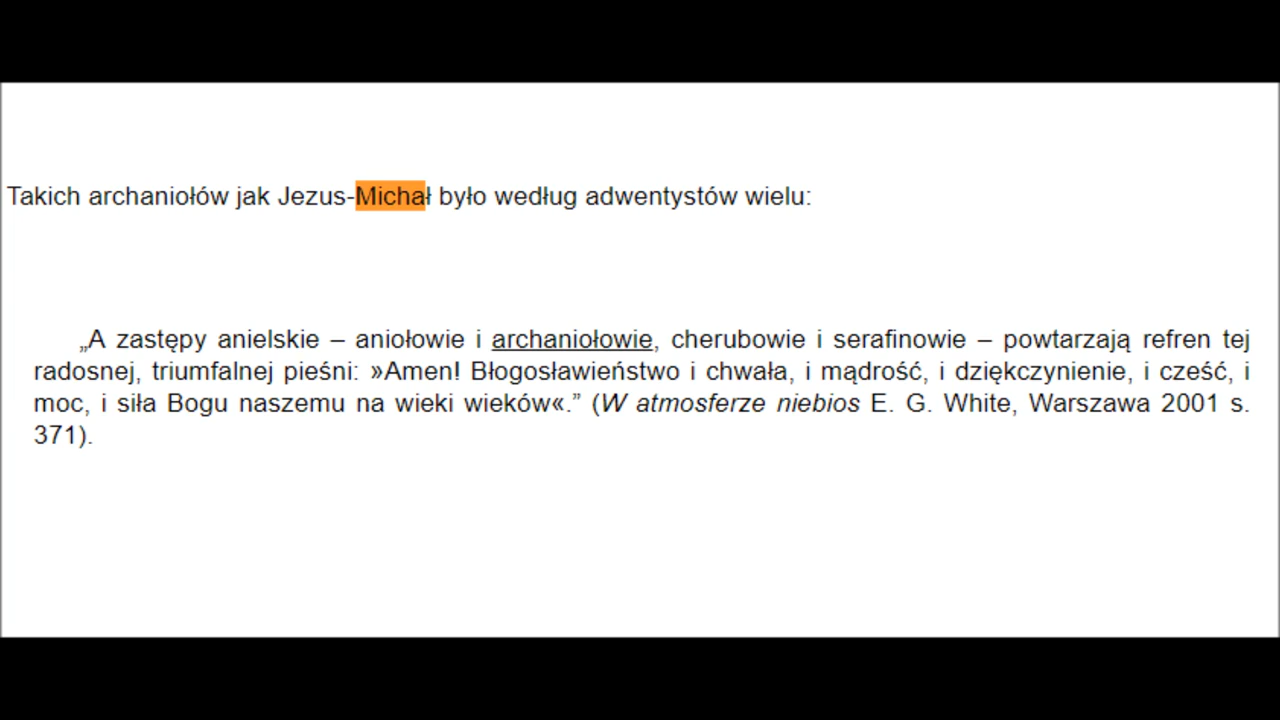 Takich archaniołów jak Jezus-Michał było według adwentystów wielu:
„A zastępy anielskie – aniołowie i archaniołowie, cherubowie i serafinowie – powtarzają refren tej
radosnej, triumfalnej pieśni: »Amen! Błogosławieństwo i chwała, i mądrość, i dziękczynienie, i cześć, i
moc, i siła Bogu naszemu na wieki wieków«.” (W atmosferze niebios E. G. White, Warszawa 2001 s.
371).